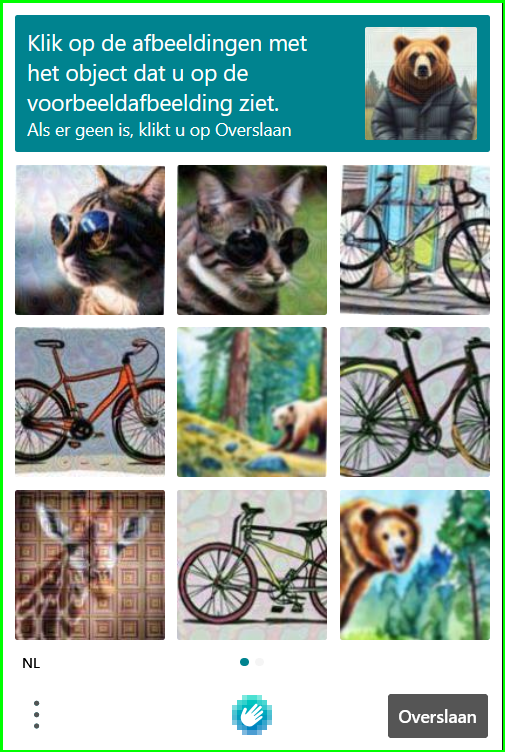 Klik op de afbeeldingen met
het object dat u op de
voorbeeldafbeelding ziet.
Als er geen is, klikt u op Overslaan
NL
Overslaan